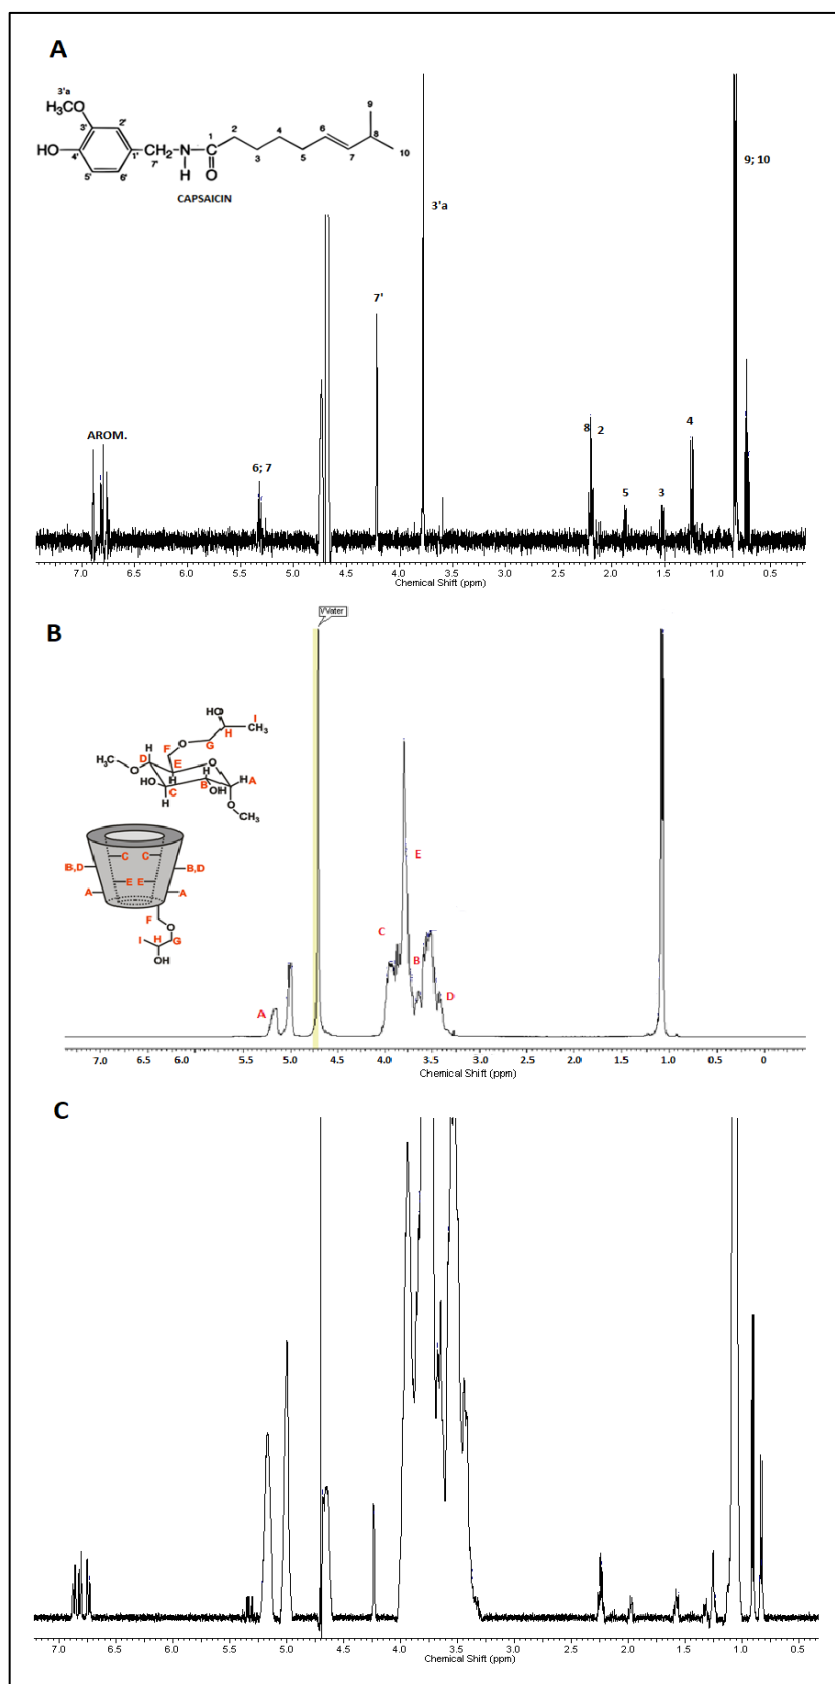 A
3'a
H₃CO
3'
2'
4'
HO
5'
6'
1'
CH₂
7'
N
H
1
O
2
3
4
5
6
7
8
9
10
CAPSAICIN
3'a
9; 10
7'
AROM.
6; 7
8
2
5
3
4
7.0 6.5 6.0 5.5 5.0 4.5 4.0 3.5 3.0 2.5 2.0 1.5 1.0 0.5
Chemical Shift (ppm)
B
Water
HO
I
H
CH₃
F
O
G
H
D
E
O
H₃C
O
HO
H
H
H A
B
C
OH
H
O
CH₃
C C
B,D
B,D
E E
A
A
F
O
I H
G
OH
E
C
B
D
A
7.0 6.5 6.0 5.5 5.0 4.5 4.0 3.5 3.0 2.5 2.0 1.5 1.0 0
Chemical Shift (ppm)
C
7.0 6.5 6.0 5.5 5.0 4.5 4.0 3.5 3.0 2.5 2.0 1.5 1.0 0.5
Chemical Shift (ppm)